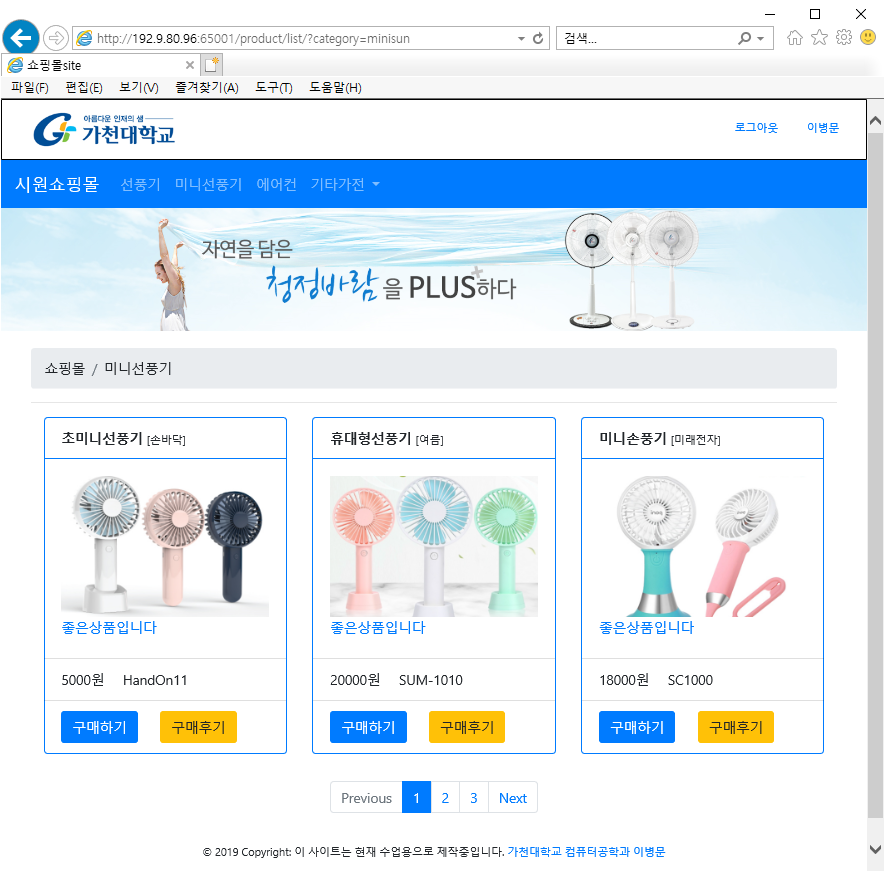 http://192.9.80.96:65001/product/list/?category=minisun
검색...
쇼핑몰site
파일(F) 편집(E) 보기(V) 즐겨찾기(A) 도구(T) 도움말(H)
아름다운 인재의 샘
가천대학교
로그아웃 이병문
시원쇼핑몰 선풍기 미니선풍기 에어컨 기타가전
자연을 담은
청정바람을 PLUS+하다
쇼핑몰 / 미니선풍기
초미니선풍기 [손바닥]
좋은상품입니다
5000원 HandOn11
구매하기 구매후기
휴대형선풍기 [여름]
좋은상품입니다
20000원 SUM-1010
구매하기 구매후기
미니손풍기 [미래전자]
좋은상품입니다
18000원 SC1000
구매하기 구매후기
Previous 1 2 3 Next
© 2019 Copyright: 이 사이트는 현재 수업용으로 제작중입니다. 가천대학교 컴퓨터공학과 이병문